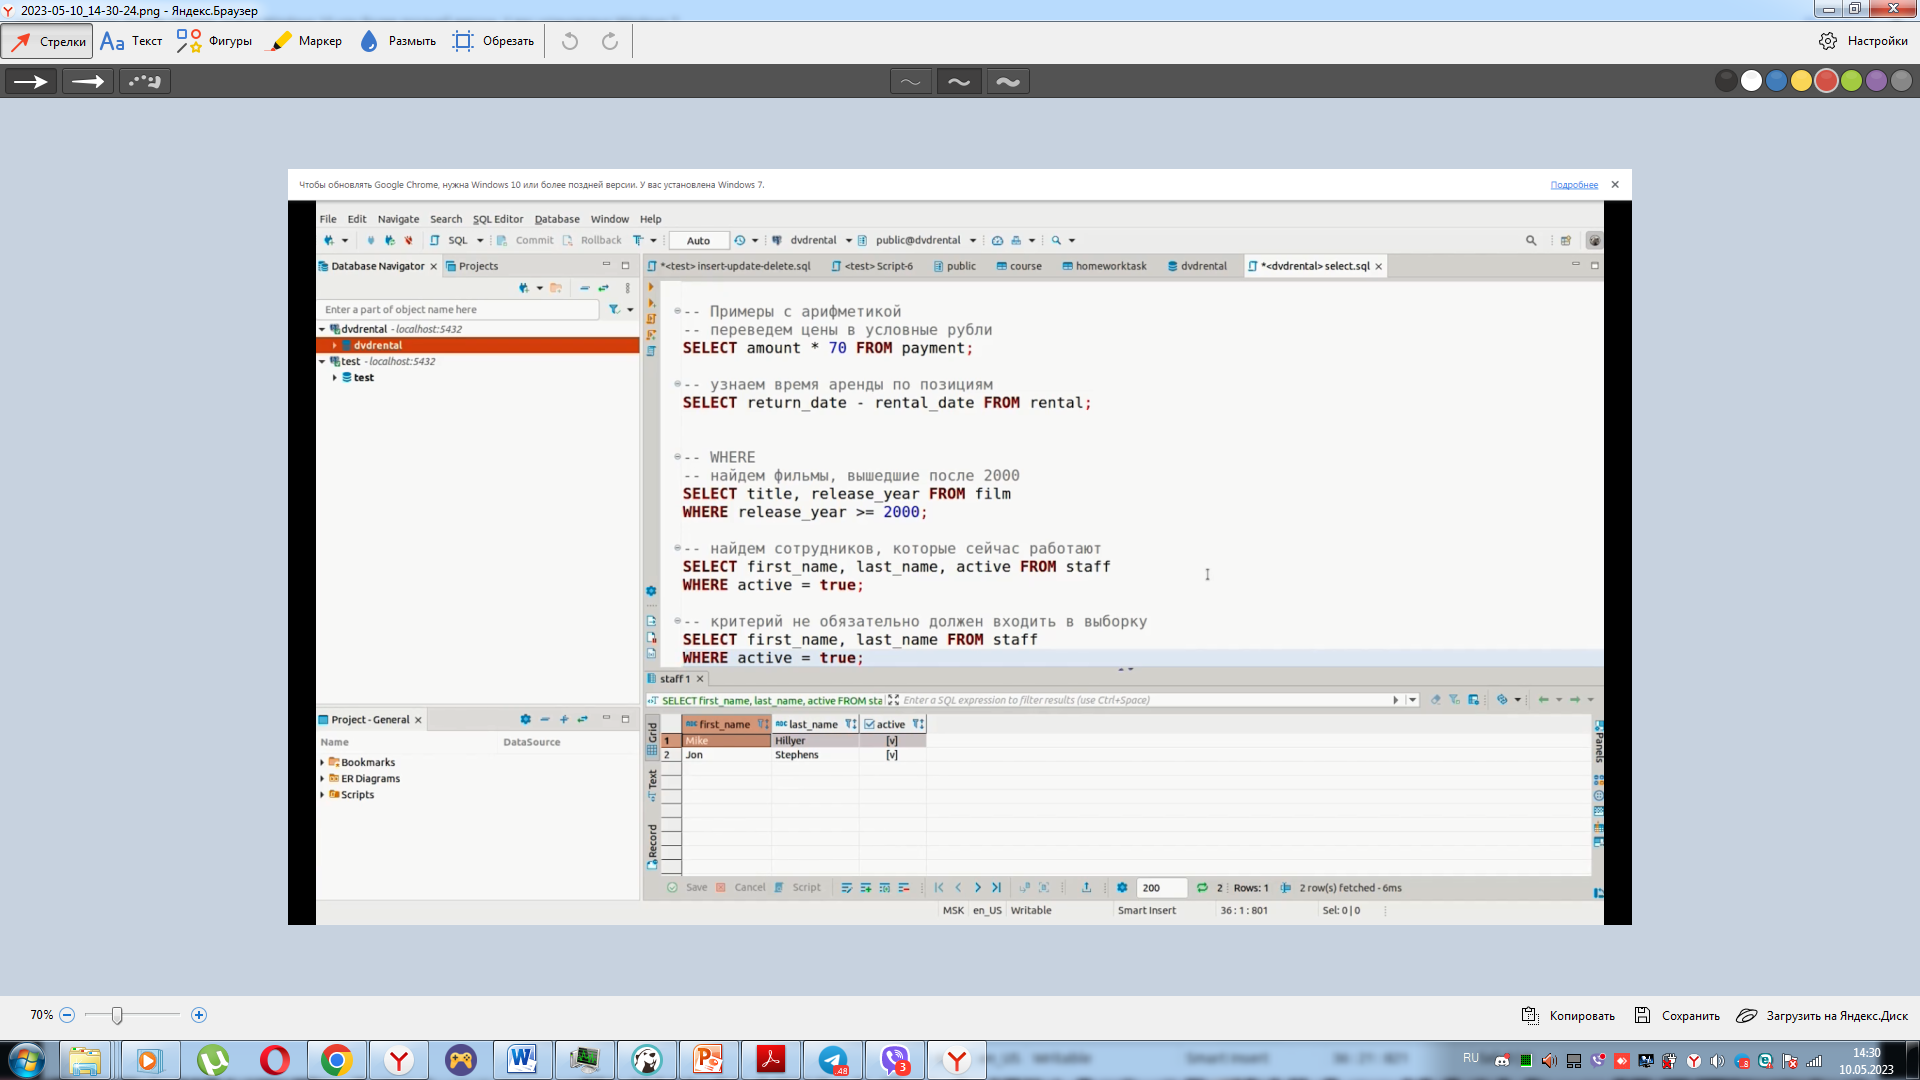 2023-05-10_14-30-24.png - Яндекс.Браузер
Стрелки Текст Фигуры Маркер Размыть Обрезать Настройки
Чтобы обновлять Google Chrome, нужна Windows 10 или более поздней версии. У вас установлена Windows 7. Подробнее
File Edit Navigate Search SQL Editor Database Window Help
SQL Commit Rollback Auto dvdrental public@dvdrental
Database Navigator Projects
*<test> insert-update-delete.sql <test> Script-6 public course homeworktask dvdrental *<dvdrental> select.sql
Enter a part of object name here
dvdrental - localhost:5432
dvdrental
test - localhost:5432
test
-- Примеры с арифметикой
-- переведем цены в условные рубли
SELECT amount * 70 FROM payment;
-- узнаем время аренды по позициям
SELECT return_date - rental_date FROM rental;
-- WHERE
-- найдем фильмы, вышедшие после 2000
SELECT title, release_year FROM film
WHERE release_year >= 2000;
-- найдем сотрудников, которые сейчас работают
SELECT first_name, last_name, active FROM staff
WHERE active = true;
-- критерий не обязательно должен входить в выборку
SELECT first_name, last_name FROM staff
WHERE active = true;
Project - General
Name DataSource
Bookmarks
ER Diagrams
Scripts
staff 1
SELECT first_name, last_name, active FROM sta Enter a SQL expression to filter results (use Ctrl+Space)
Grid
Text
Record
Panels
first_name last_name active
1 Mike Hillyer [v]
2 Jon Stephens [v]
Save Cancel Script 200 2 Rows: 1 2 row(s) fetched - 6ms
MSK en_US Writable Smart Insert 36 : 1 : 801 Sel: 0 | 0
70% Копировать Сохранить Загрузить на Яндекс.Диск
RU 14:30
10.05.2023